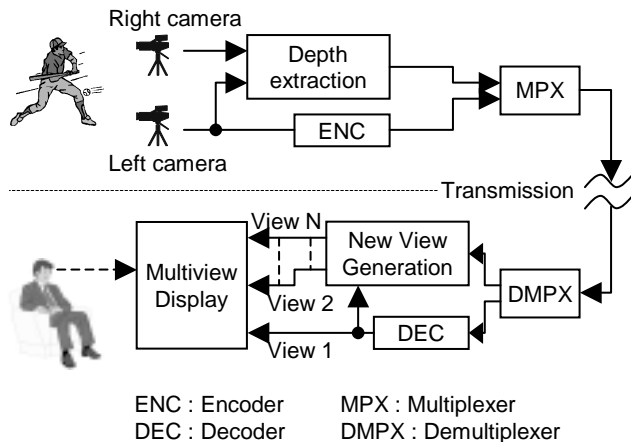 Right camera
Depth
extraction
MPX
ENC
Left camera
Transmission
View N
New View
Generation
Multiview
Display
DMPX
View 2
DEC
View 1
ENC : Encoder
MPX : Multiplexer
DEC : Decoder
DMPX : Demultiplexer